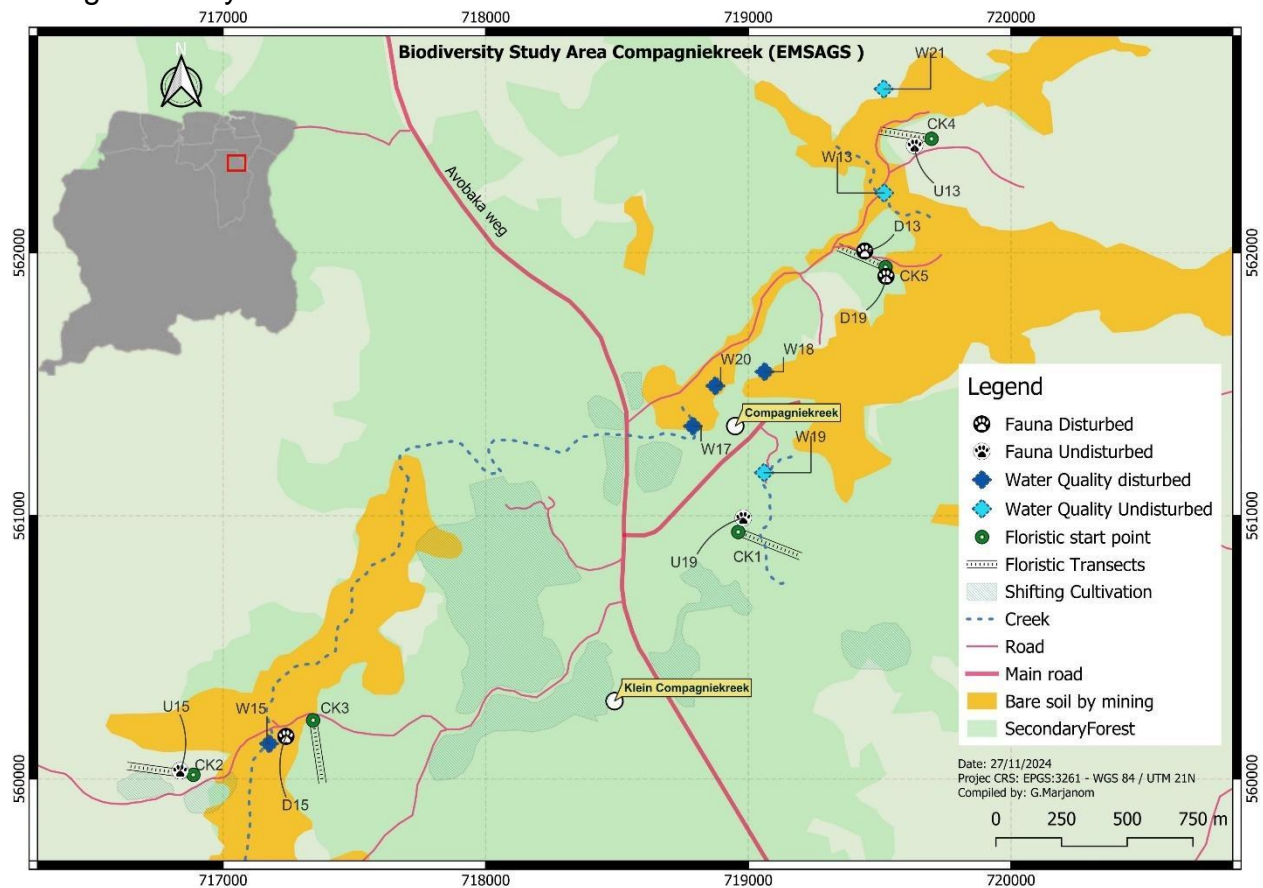 717000 718000 719000 720000
Biodiversity Study Area Compagniekreek (EMSAGS )
N
W21
CK4
W13
U13
Avobaka weg
D13
562000
562000
CK5
D19
W18
W20
Compagniekreek
W17
W19
561000
561000
U19
CK1
Klein Compagniekreek
U15
W15
CK3
CK2
D15
560000
560000
Legend
Fauna Disturbed
Fauna Undisturbed
Water Quality disturbed
Water Quality Undisturbed
Floristic start point
Floristic Transects
Shifting Cultivation
Creek
Road
Main road
Bare soil by mining
SecondaryForest
Date: 27/11/2024
Projec CRS: EPGS:3261 - WGS 84 / UTM 21N
Compiled by: G.Marjanom
0 250 500 750 m
717000 718000 719000 720000